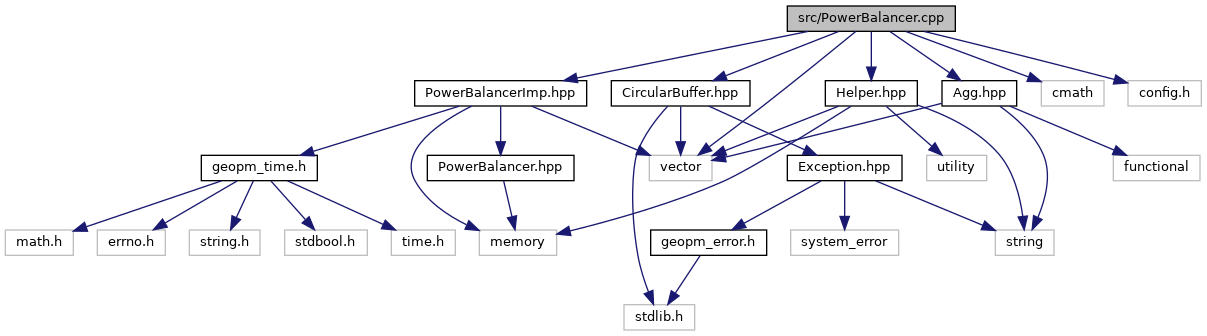 src/PowerBalancer.cpp
PowerBalancerImp.hpp
CircularBuffer.hpp
Helper.hpp
Agg.hpp
cmath
config.h
geopm_time.h
PowerBalancer.hpp
vector
Exception.hpp
utility
functional
math.h
errno.h
string.h
stdbool.h
time.h
memory
geopm_error.h
system_error
string
stdlib.h